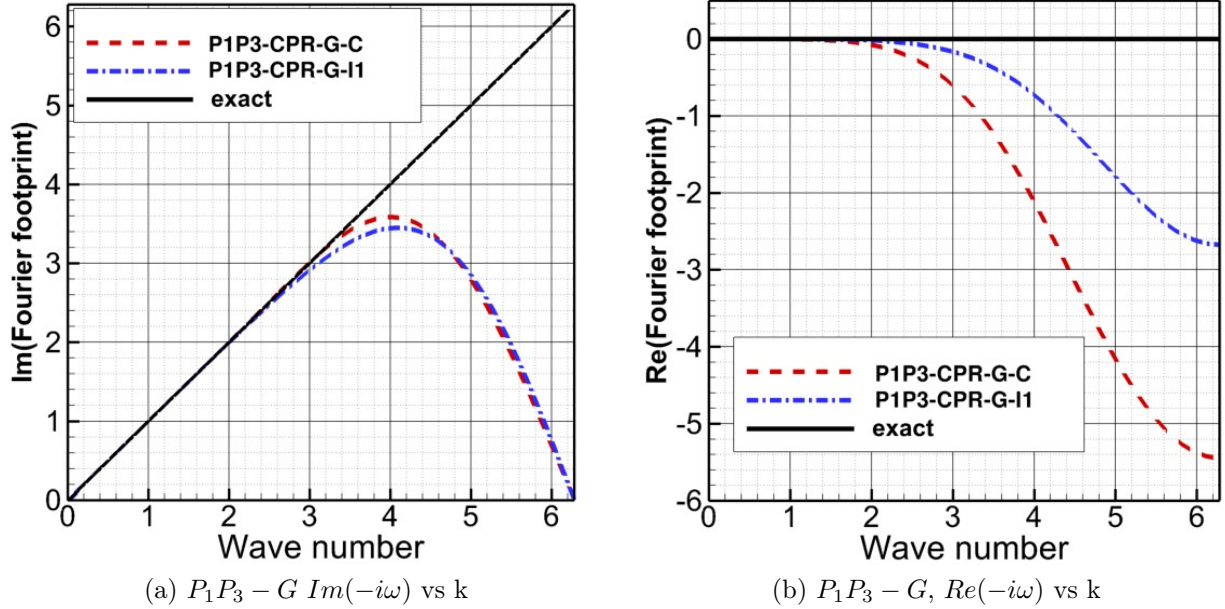 6
5
4
3
2
1
0
Im(Fourier footprint)
P1P3-CPR-G-C
P1P3-CPR-G-I1
exact
0 1 2 3 4 5 6
Wave number
(a) P₁P₃ − G Im(−iω) vs k
0
-1
-2
-3
-4
-5
-6
Re(Fourier footprint)
P1P3-CPR-G-C
P1P3-CPR-G-I1
exact
0 1 2 3 4 5 6
Wave number
(b) P₁P₃ − G, Re(−iω) vs k